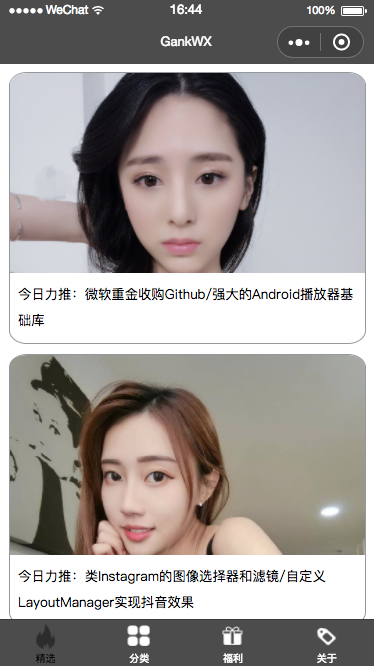 WeChat 16:44 100%
GankWX
今日力推：微软重金收购Github/强大的Android播放器基
础库
今日力推：类Instagram的图像选择器和滤镜/自定义
LayoutManager实现抖音效果
精选 分类 福利 关于